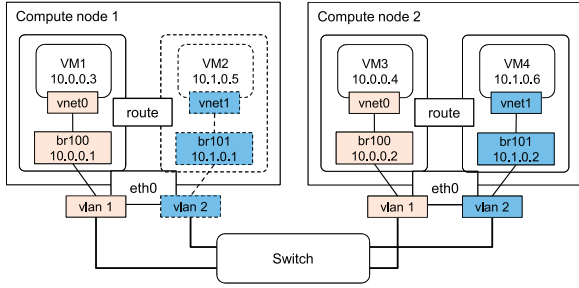 Compute node 1
VM1
10.0.0.3
vnet0
br100
10.0.0.1
route
VM2
10.1.0.5
vnet1
br101
10.1.0.1
eth0
vlan 1
vlan 2
Compute node 2
VM3
10.0.0.4
vnet0
br100
10.0.0.2
route
VM4
10.1.0.6
vnet1
br101
10.1.0.2
eth0
vlan 1
vlan 2
Switch